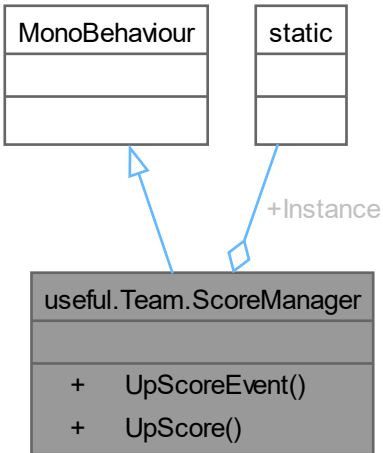 MonoBehaviour
static
+Instance
useful.Team.ScoreManager
+ UpScoreEvent()
+ UpScore()